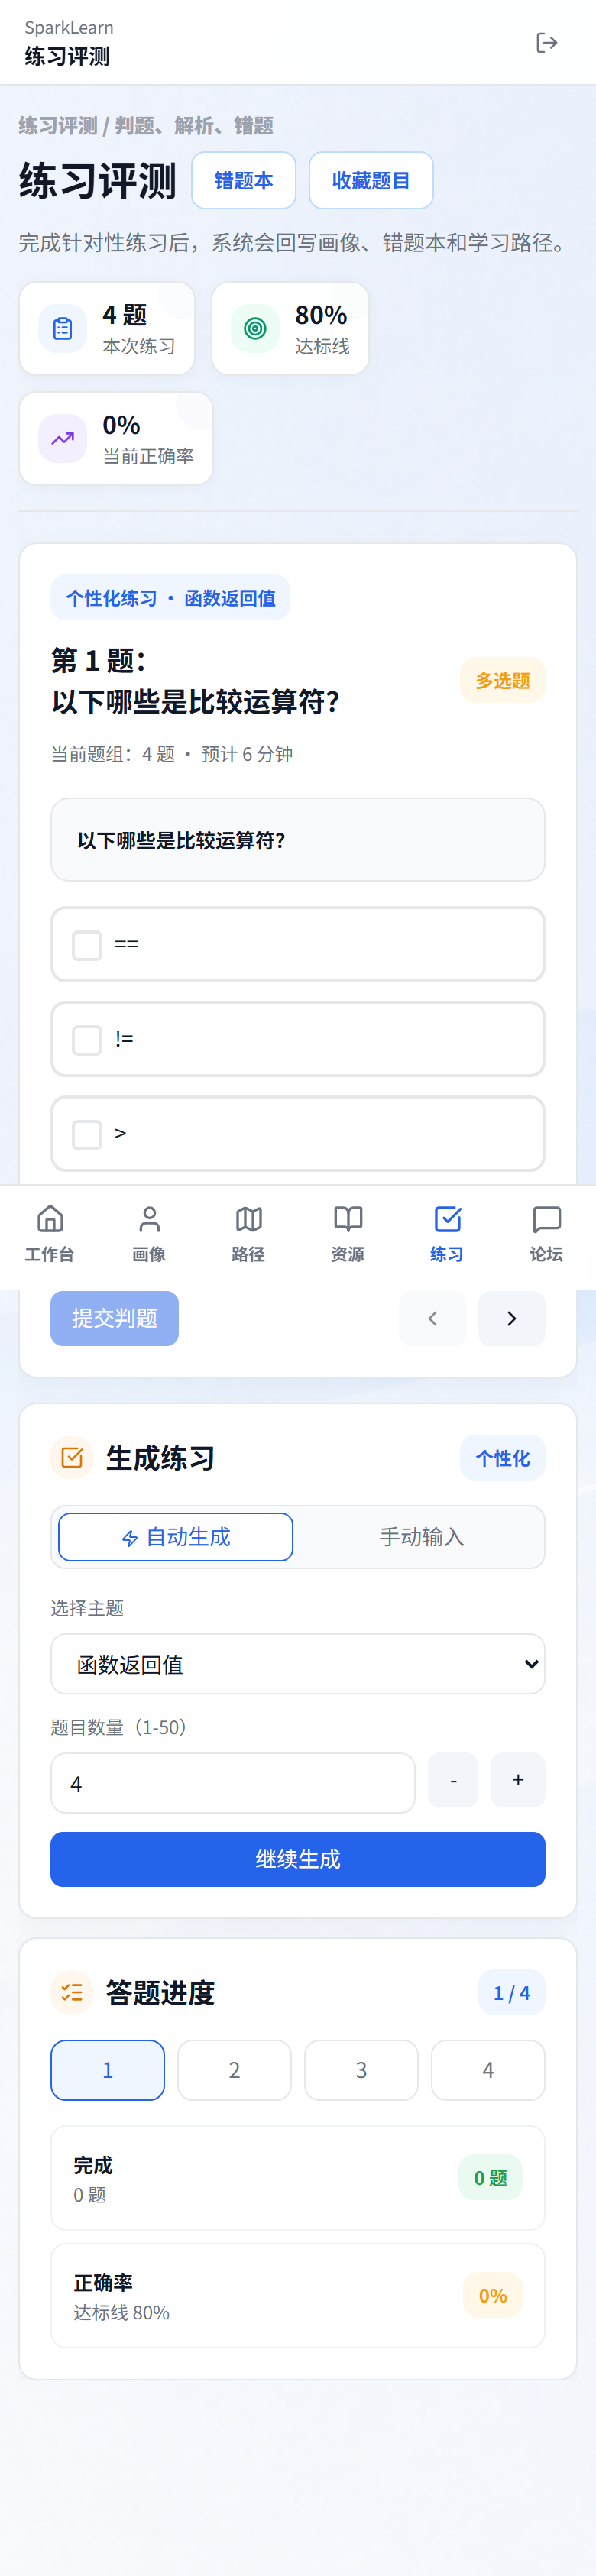 SparkLearn
练习评测
练习评测 / 判题、解析、错题
练习评测 错题本 收藏题目
完成针对性练习后，系统会回写画像、错题本和学习路径。
4 题
本次练习
80%
达标线
0%
当前正确率
个性化练习 · 函数返回值
第 1 题：
以下哪些是比较运算符？
多选题
当前题组：4 题 · 预计 6 分钟
以下哪些是比较运算符？
==
!=
>
工作台 画像 路径 资源 练习 论坛
提交判题
生成练习 个性化
自动生成 手动输入
选择主题
函数返回值
题目数量（1-50）
4 - +
继续生成
答题进度 1 / 4
1 2 3 4
完成
0 题
0 题
正确率
达标线 80%
0%